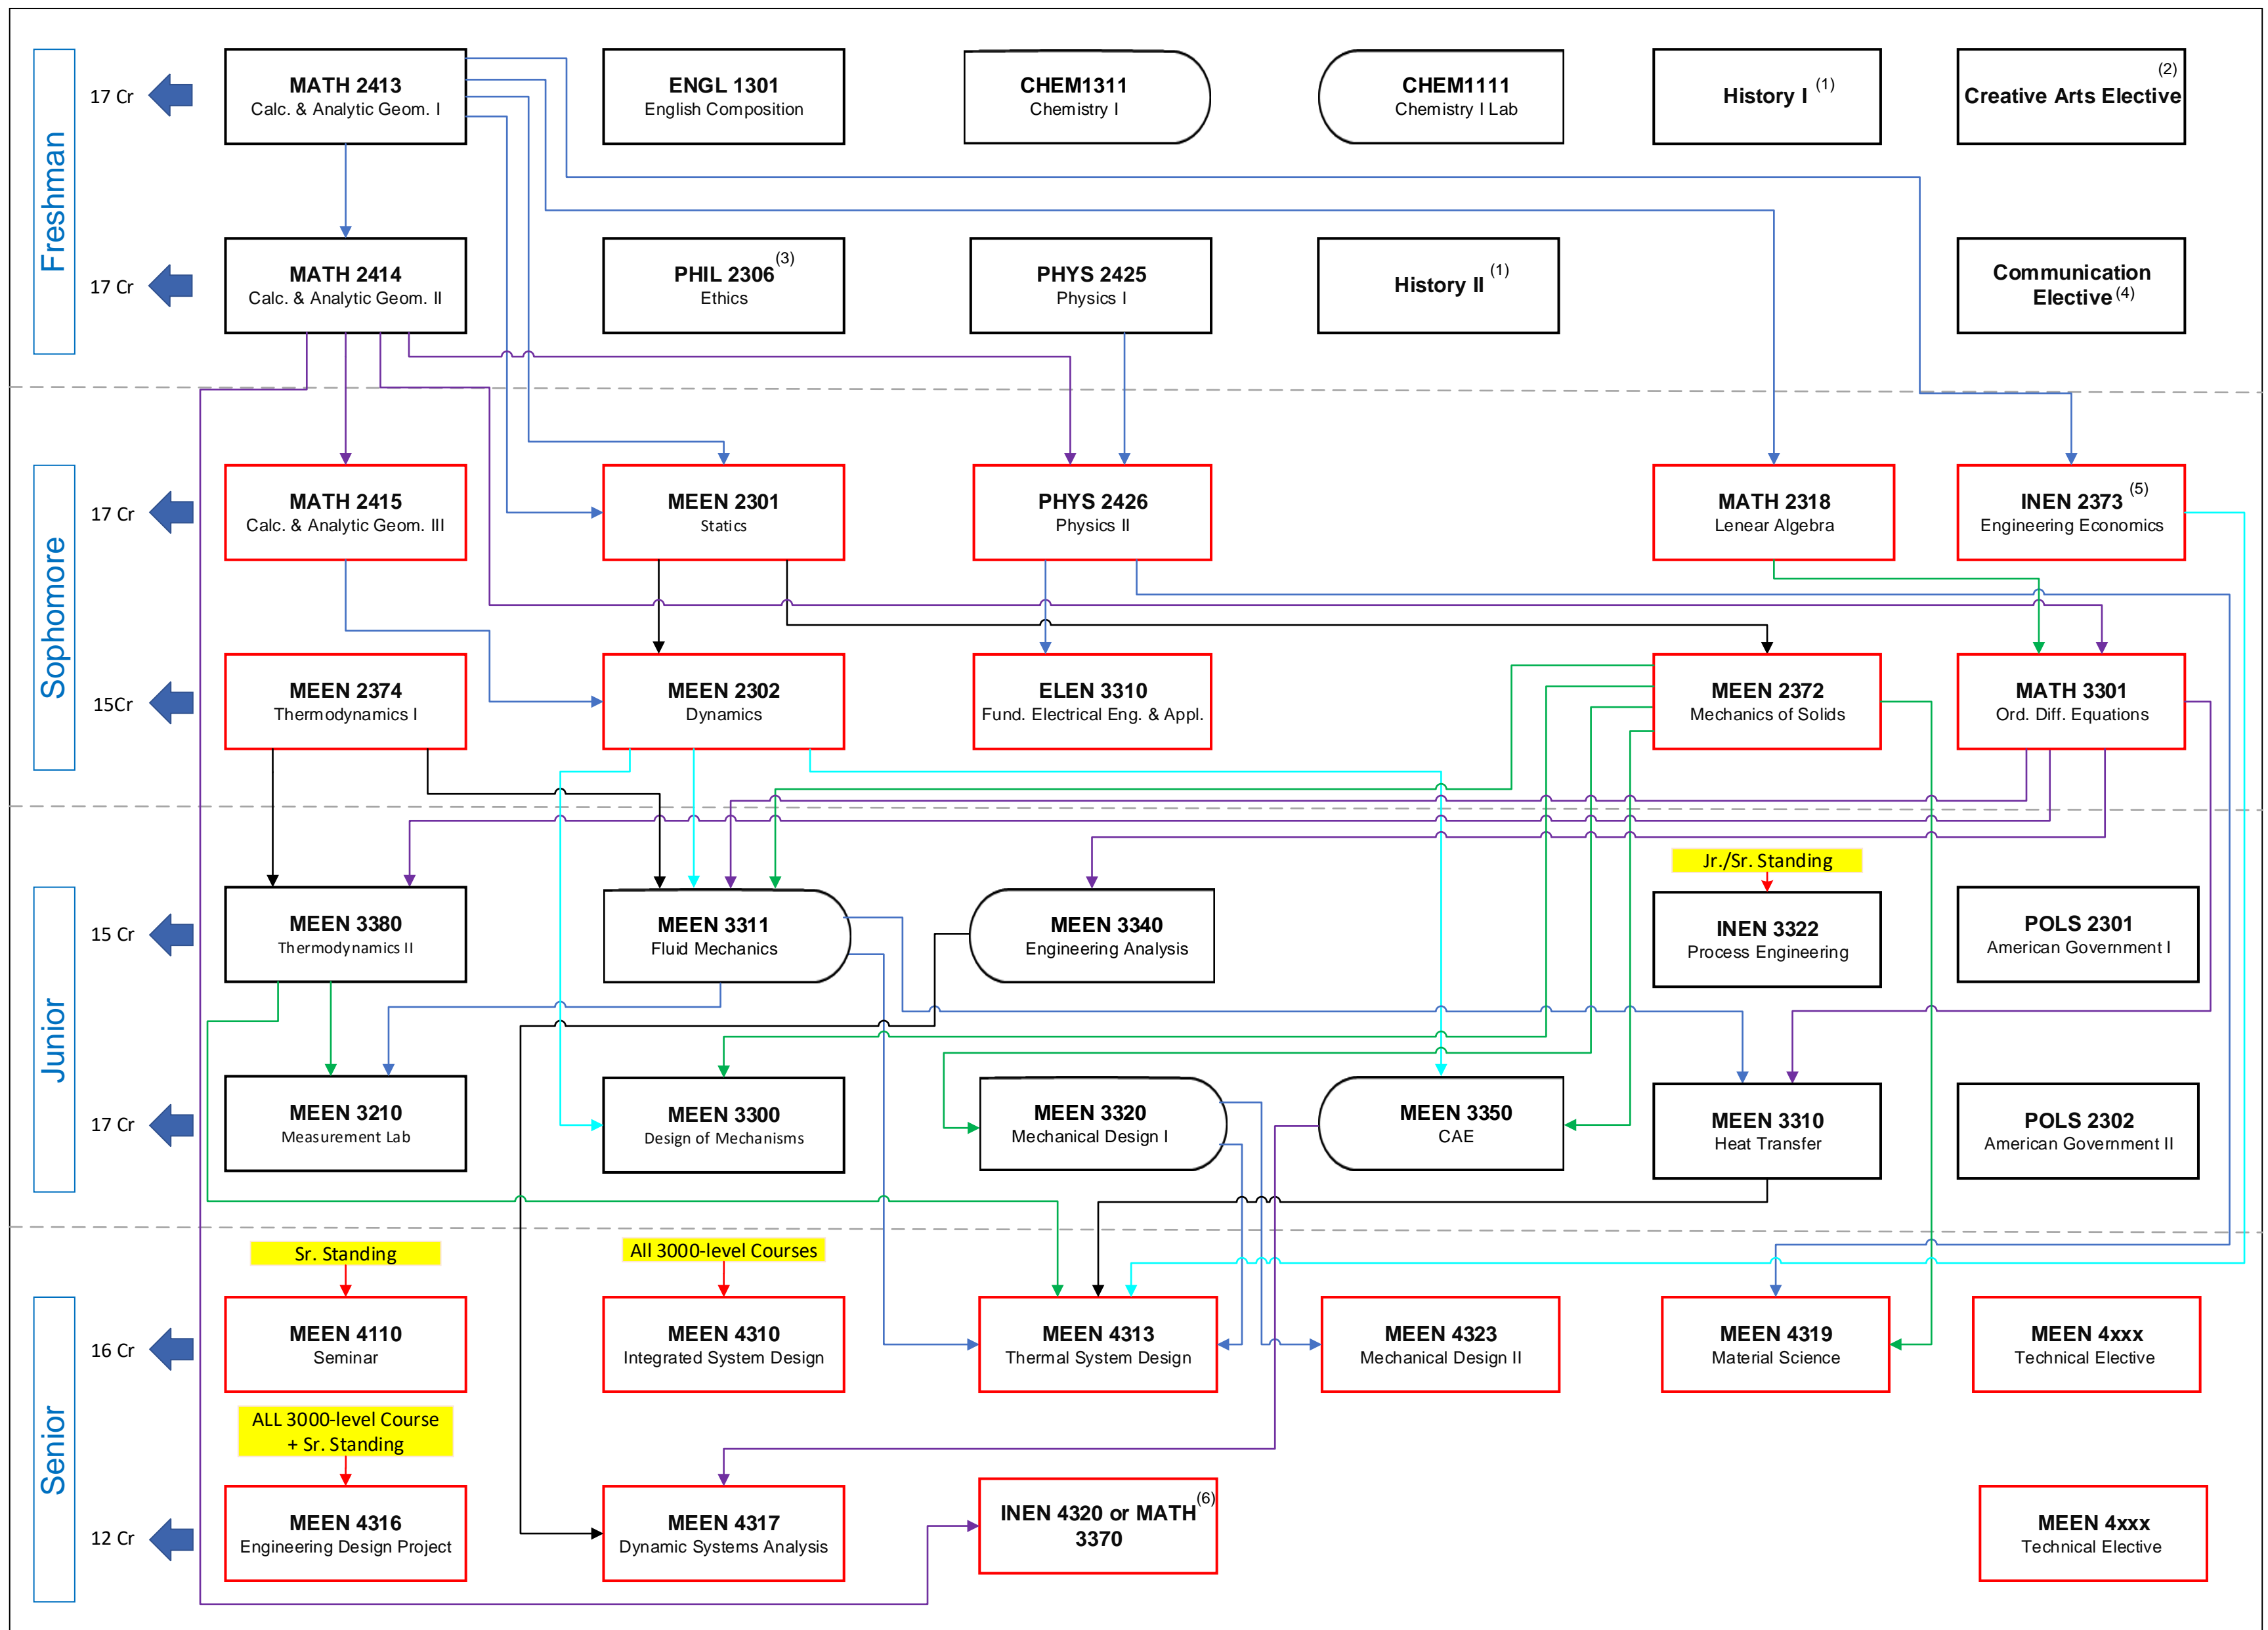 Freshman
17 Cr
MATH 2413
Calc. & Analytic Geom. I
ENGL 1301
English Composition
CHEM1311
Chemistry I
CHEM1111
Chemistry I Lab
History I (1)
(2)
Creative Arts Elective
17 Cr
MATH 2414
Calc. & Analytic Geom. II
PHIL 2306 (3)
Ethics
PHYS 2425
Physics I
History II (1)
Communication
Elective (4)
Sophomore
17 Cr
MATH 2415
Calc. & Analytic Geom. III
MEEN 2301
Statics
PHYS 2426
Physics II
MATH 2318
Lenear Algebra
INEN 2373 (5)
Engineering Economics
15Cr
MEEN 2374
Thermodynamics I
MEEN 2302
Dynamics
ELEN 3310
Fund. Electrical Eng. & Appl.
MEEN 2372
Mechanics of Solids
MATH 3301
Ord. Diff. Equations
Junior
Jr./Sr. Standing
15 Cr
MEEN 3380
Thermodynamics II
MEEN 3311
Fluid Mechanics
MEEN 3340
Engineering Analysis
INEN 3322
Process Engineering
POLS 2301
American Government I
17 Cr
MEEN 3210
Measurement Lab
MEEN 3300
Design of Mechanisms
MEEN 3320
Mechanical Design I
MEEN 3350
CAE
MEEN 3310
Heat Transfer
POLS 2302
American Government II
Senior
Sr. Standing
All 3000-level Courses
16 Cr
MEEN 4110
Seminar
MEEN 4310
Integrated System Design
MEEN 4313
Thermal System Design
MEEN 4323
Mechanical Design II
MEEN 4319
Material Science
MEEN 4xxx
Technical Elective
ALL 3000-level Course
+ Sr. Standing
12 Cr
MEEN 4316
Engineering Design Project
MEEN 4317
Dynamic Systems Analysis
INEN 4320 or MATH (6)
3370
MEEN 4xxx
Technical Elective